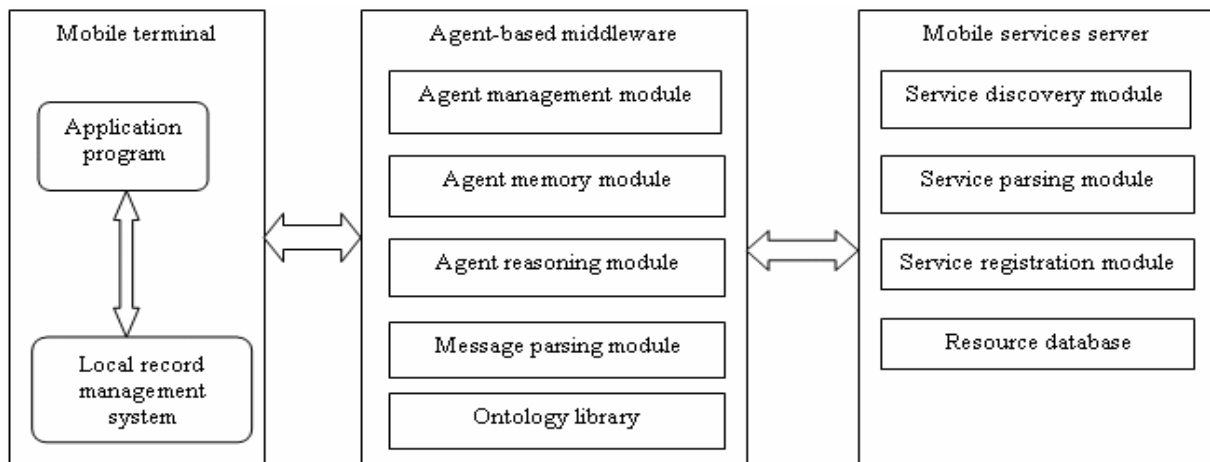 Mobile terminal
Application
program
Local record
management
system
Agent-based middleware
Agent management module
Agent memory module
Agent reasoning module
Message parsing module
Ontology library
Mobile services server
Service discovery module
Service parsing module
Service registration module
Resource database